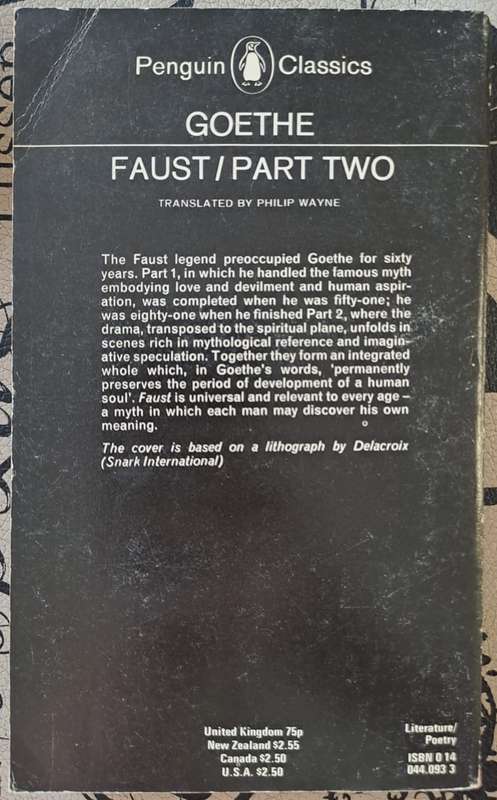 Penguin Classics
GOETHE
FAUST / PART TWO
TRANSLATED BY PHILIP WAYNE
The Faust legend preoccupied Goethe for sixty
years. Part 1, in which he handled the famous myth
embodying love and devilment and human aspir-
ation, was completed when he was fifty-one; he
was eighty-one when he finished Part 2, where the
drama, transposed to the spiritual plane, unfolds in
scenes rich in mythological reference and imagin-
ative speculation. Together they form an integrated
whole which, in Goethe's words, 'permanently
preserves the period of development of a human
soul'. Faust is universal and relevant to every age –
a myth in which each man may discover his own
meaning.
The cover is based on a lithograph by Delacroix
(Snark International)
United Kingdom 75p
New Zealand $2.55
Canada $2.50
U.S.A. $2.50
Literature/
Poetry
ISBN 0 14
044.093 3